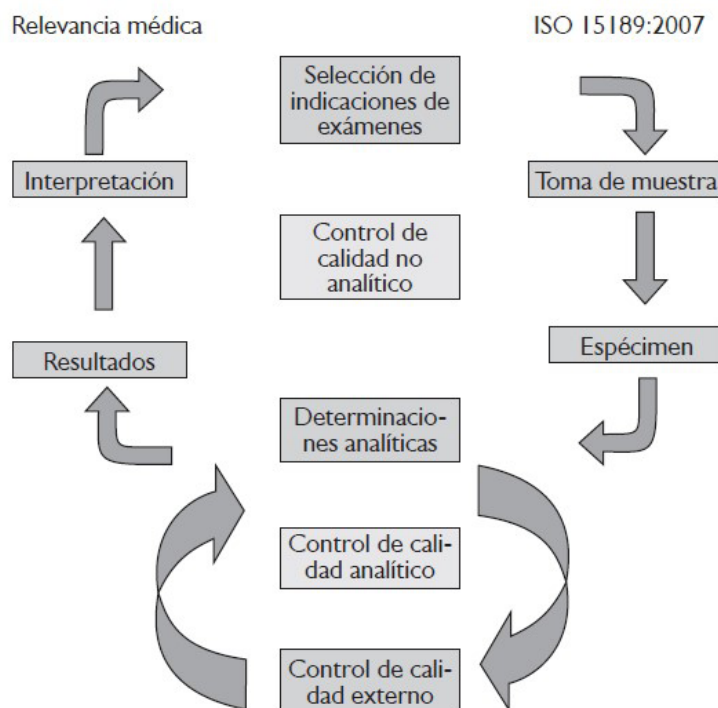 Relevancia médica
ISO 15189:2007
Selección de
indicaciones de
exámenes
Interpretación
Toma de muestra
Control de
calidad no
analítico
Resultados
Espécimen
Determinacio-
nes analíticas
Control de cali-
dad analítico
Control de cali-
dad externo